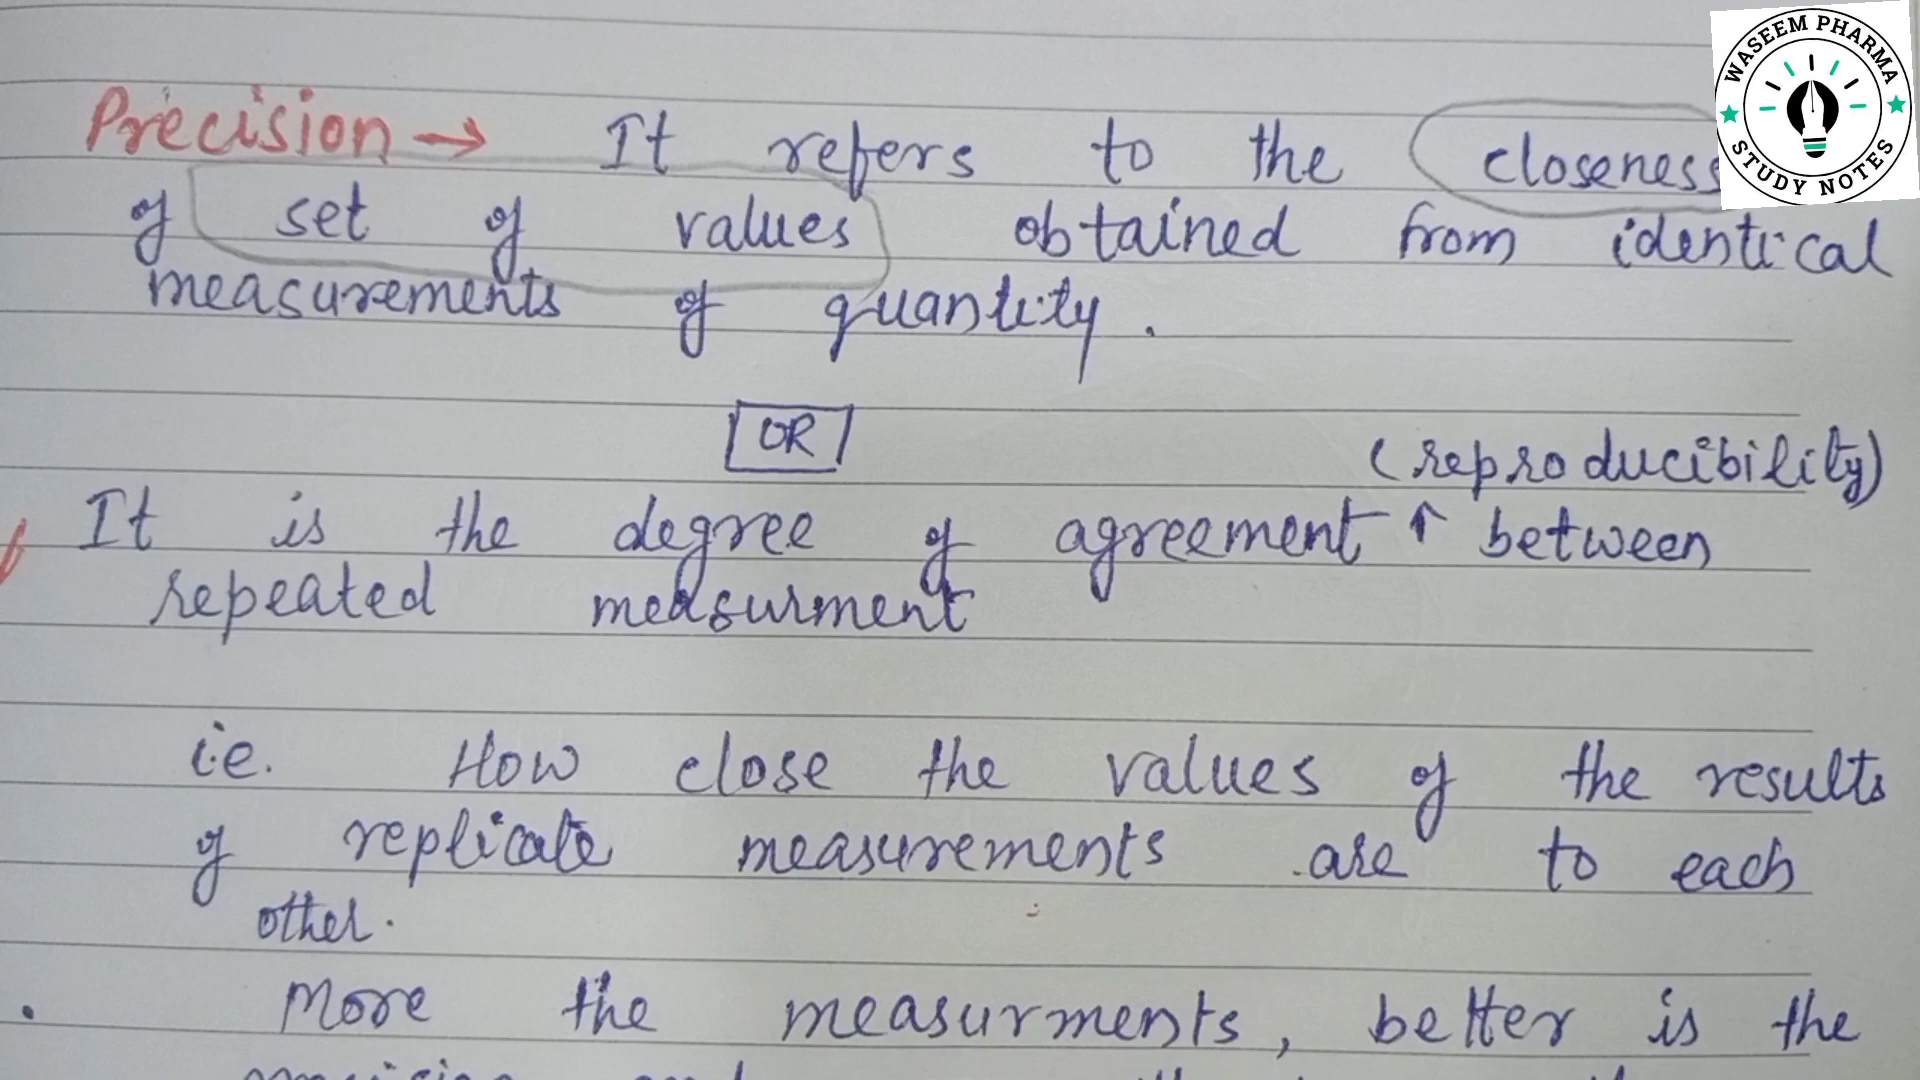 WASEEM PHARMA
STUDY NOTES
Precision → It refers to the closeness
of set of values obtained from identical
measurements of quantity.
OR
(reproducibility)
It is the degree of agreement ↑ between
repeated measurment
i.e. How close the values of the results
of replicate measurements are to each
other.
• More the measurments, better is the